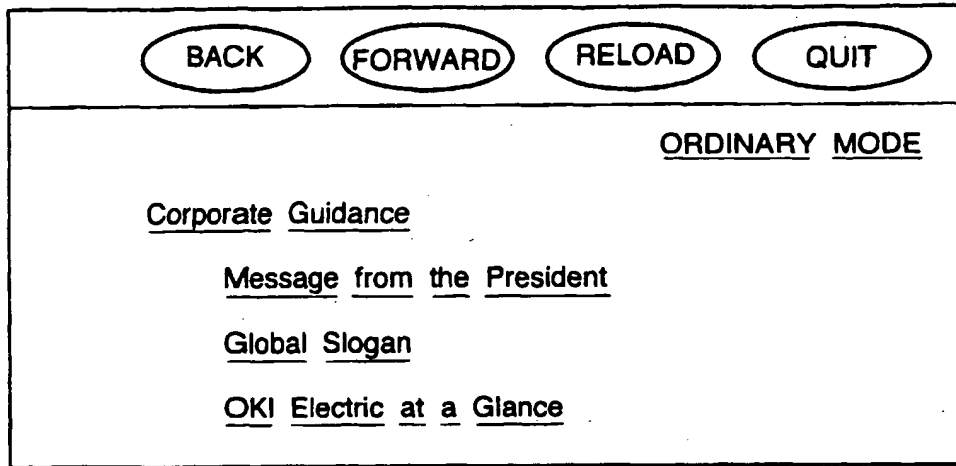 BACK FORWARD RELOAD QUIT
ORDINARY MODE
Corporate Guidance
Message from the President
Global Slogan
OKI Electric at a Glance